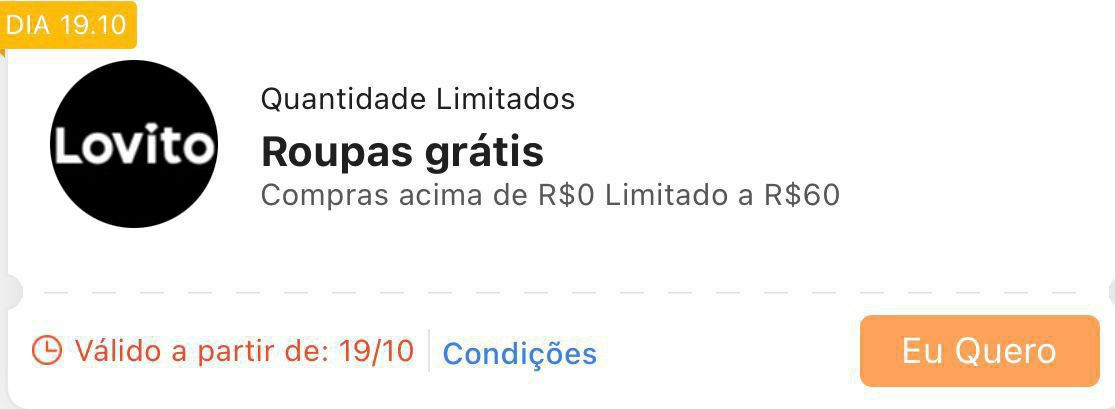 DIA 19.10
Lovito
Quantidade Limitados
Roupas grátis
Compras acima de R$0 Limitado a R$60
Válido a partir de: 19/10
Condições
Eu Quero